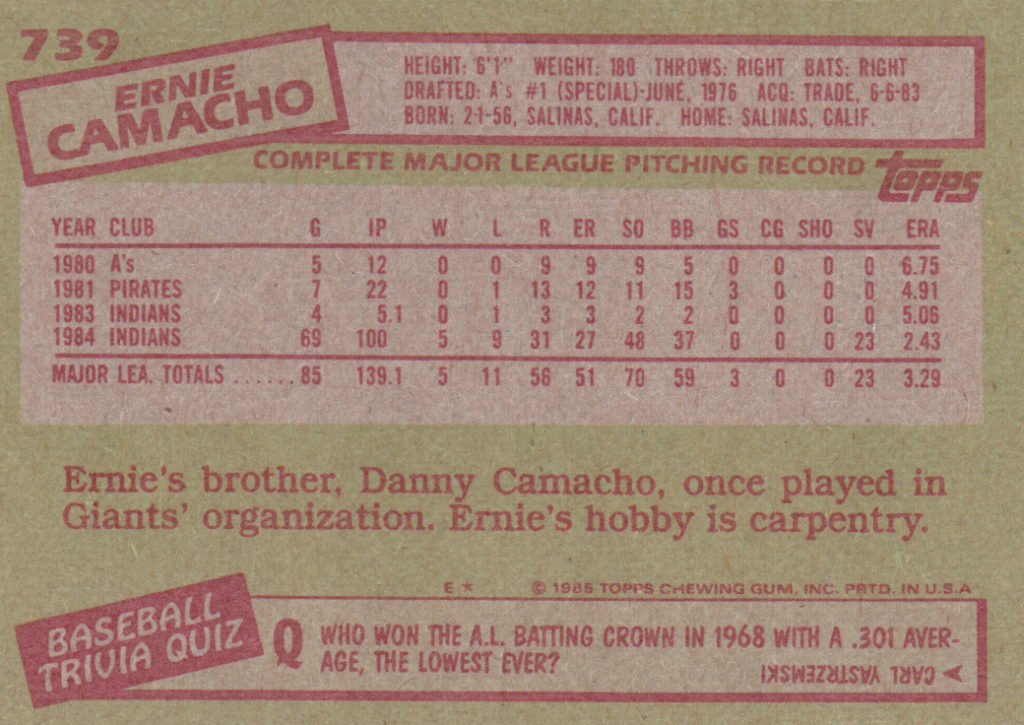 739
ERNIE
CAMACHO
HEIGHT: 6'1" WEIGHT: 180 THROWS: RIGHT BATS: RIGHT
DRAFTED: A's #1 (SPECIAL)-JUNE, 1976 ACQ: TRADE, 6-6-83
BORN: 2-1-56, SALINAS, CALIF. HOME: SALINAS, CALIF.
COMPLETE MAJOR LEAGUE PITCHING RECORD topps
YEAR CLUB G IP W L R ER SO BB GS CG SHO SV ERA
1980 A's 5 12 0 0 9 9 9 5 0 0 0 0 6.75
1981 PIRATES 7 22 0 1 13 12 11 15 3 0 0 0 4.91
1983 INDIANS 4 5.1 0 1 3 3 2 2 0 0 0 0 5.06
1984 INDIANS 69 100 5 9 31 27 48 37 0 0 0 23 2.43
MAJOR LEA. TOTALS ...... 85 139.1 5 11 56 51 70 59 3 0 0 23 3.29
Ernie's brother, Danny Camacho, once played in
Giants' organization. Ernie's hobby is carpentry.
E * © 1985 TOPPS CHEWING GUM, INC. PRTD. IN U.S.A
BASEBALL
TRIVIA QUIZ
Q WHO WON THE A.L. BATTING CROWN IN 1968 WITH A .301 AVER-
AGE, THE LOWEST EVER?
CARL YASTRZEMSKI